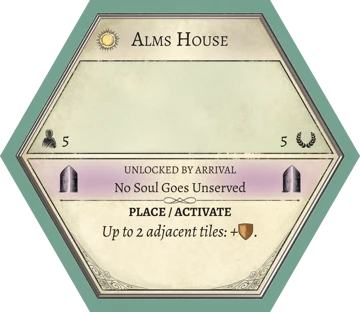 Alms House
5 5
UNLOCKED BY ARRIVAL
No Soul Goes Unserved
PLACE / ACTIVATE
Up to 2 adjacent tiles: + .